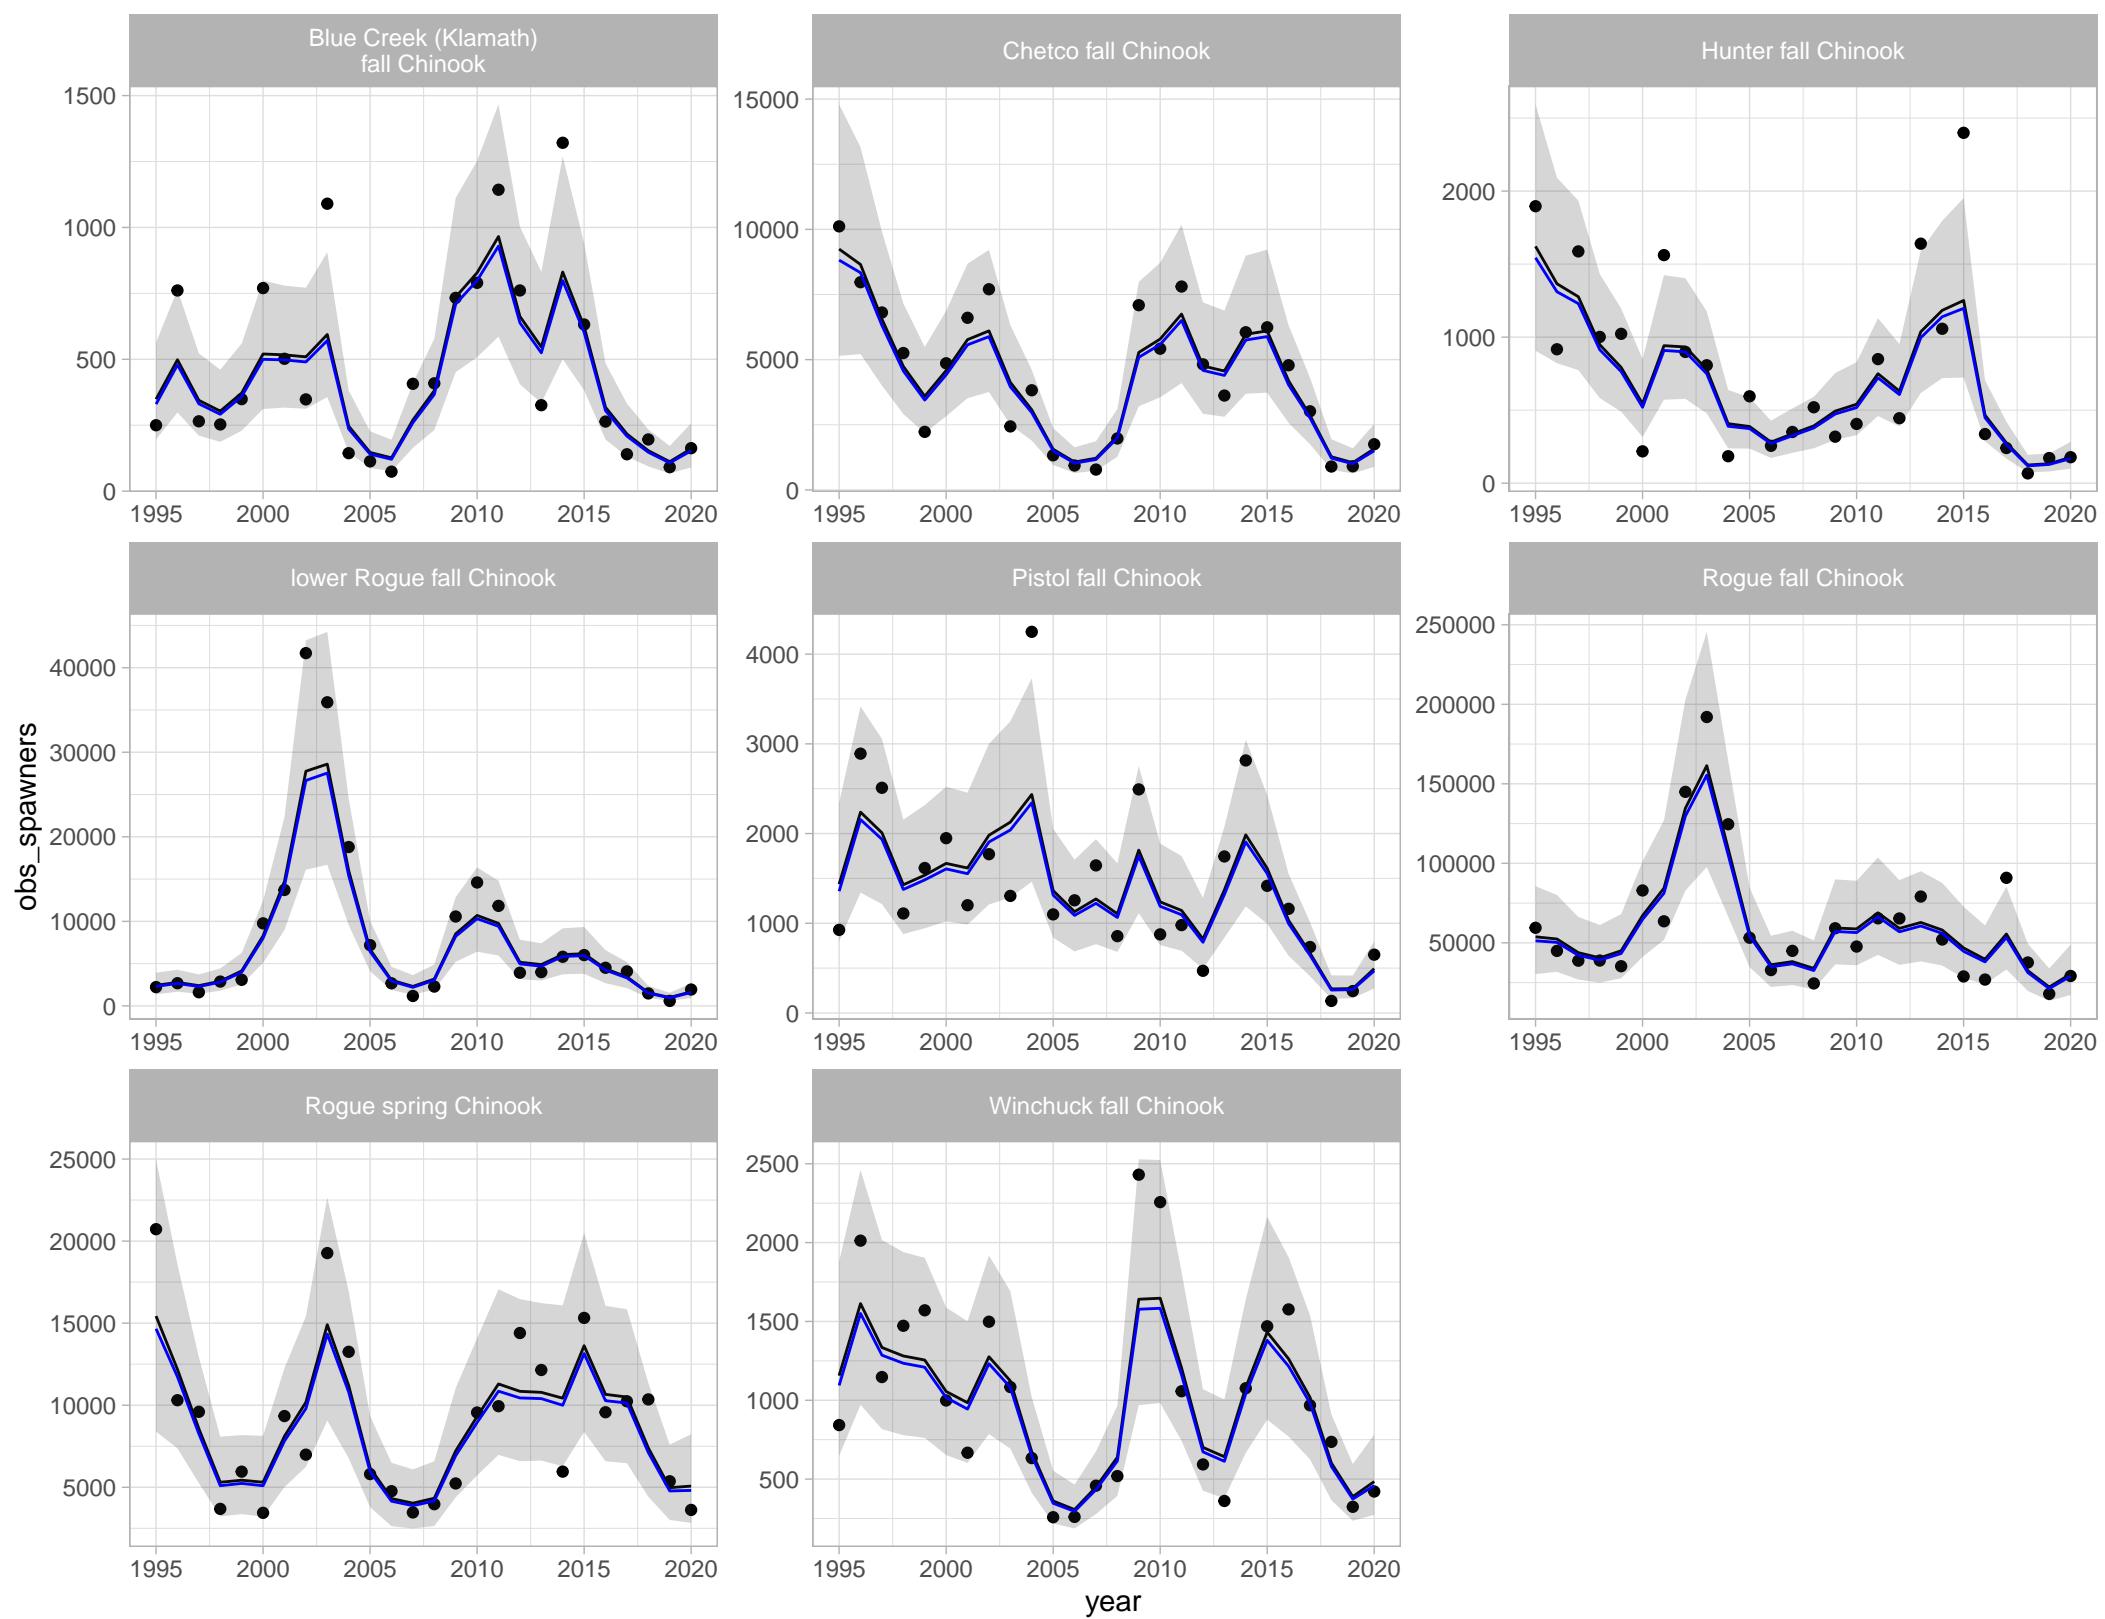 Blue Creek (Klamath)
fall Chinook
Chetco fall Chinook
Hunter fall Chinook
1500
1000
500
0
1995 2000 2005 2010 2015 2020
15000
10000
5000
0
1995 2000 2005 2010 2015 2020
2000
1000
0
1995 2000 2005 2010 2015 2020
lower Rogue fall Chinook
Pistol fall Chinook
Rogue fall Chinook
obs_spawners
40000
30000
20000
10000
0
1995 2000 2005 2010 2015 2020
4000
3000
2000
1000
0
1995 2000 2005 2010 2015 2020
250000
200000
150000
100000
50000
1995 2000 2005 2010 2015 2020
Rogue spring Chinook
Winchuck fall Chinook
25000
20000
15000
10000
5000
1995 2000 2005 2010 2015 2020
2500
2000
1500
1000
500
1995 2000 2005 2010 2015 2020
year